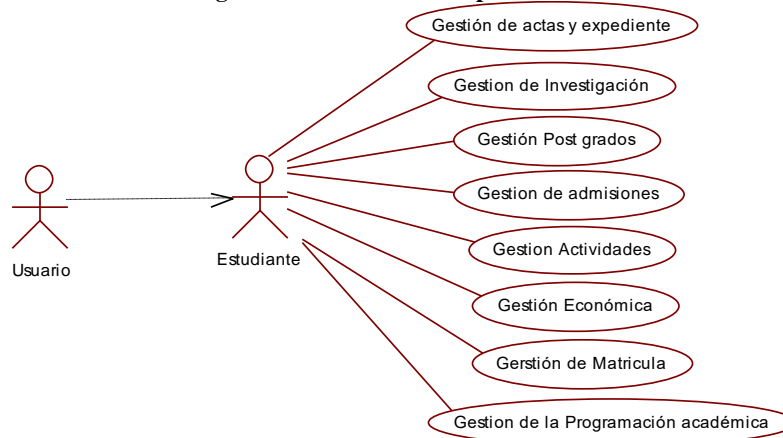 Gestión de actas y expediente
Gestion de Investigación
Gestión Post grados
Gestion de admisiones
Gestion Actividades
Gestión Económica
Gerstión de Matricula
Gestion de la Programación académica
Usuario
Estudiante